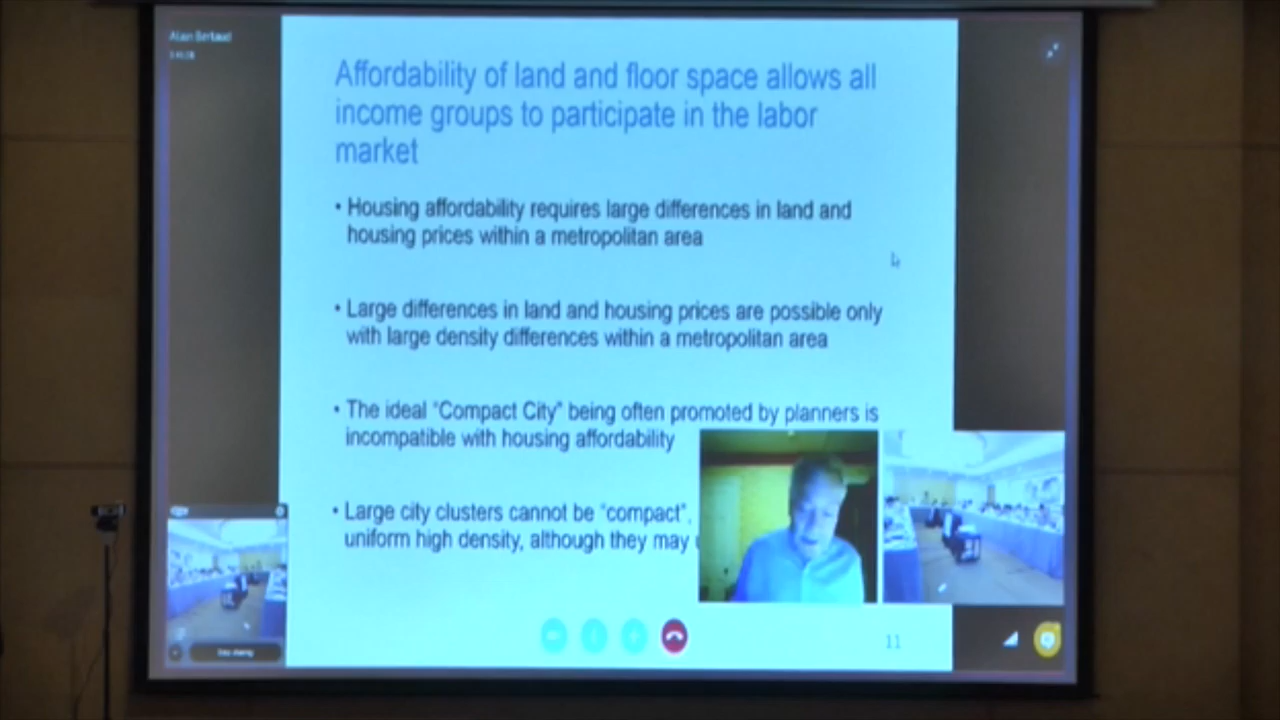 Alain Bertaud
Affordability of land and floor space allows all
income groups to participate in the labor
market
• Housing affordability requires large differences in land and
housing prices within a metropolitan area
• Large differences in land and housing prices are possible only
with large density differences within a metropolitan area
• The ideal "Compact City" being often promoted by planners is
incompatible with housing affordability
• Large city clusters cannot be "compact",
uniform high density, although they may
11